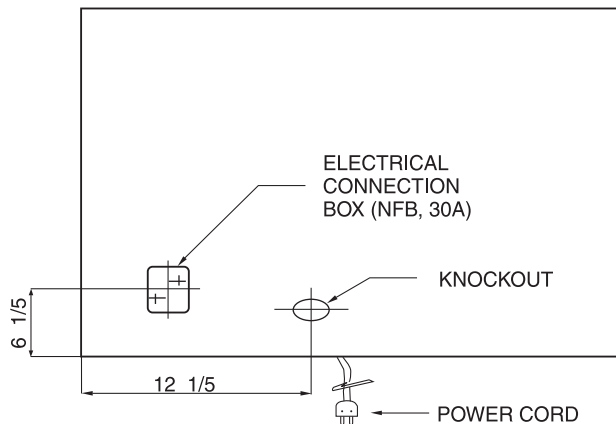 ELECTRICAL
CONNECTION
BOX (NFB, 30A)
KNOCKOUT
6 1/5
12 1/5
POWER CORD